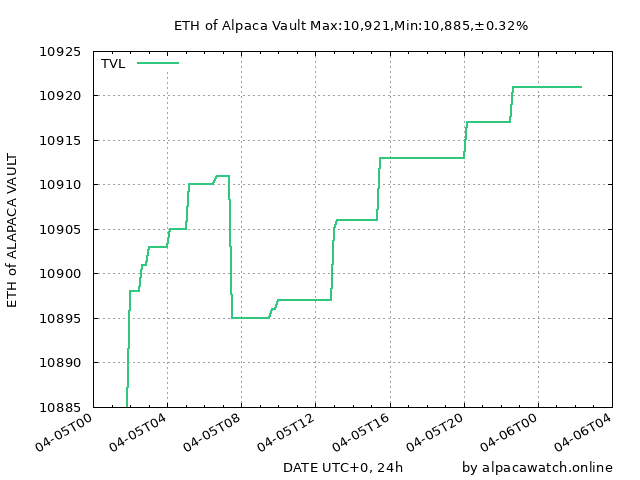 ETH of Alpaca Vault Max:10,921,Min:10,885,±0.32%
TVL
10925
10920
10915
10910
10905
10900
10895
10890
10885
ETH of ALAPACA VAULT
04-05T00
04-05T04
04-05T08
04-05T12
04-05T16
04-05T20
04-06T00
04-06T04
DATE UTC+0, 24h
by alpacawatch.online